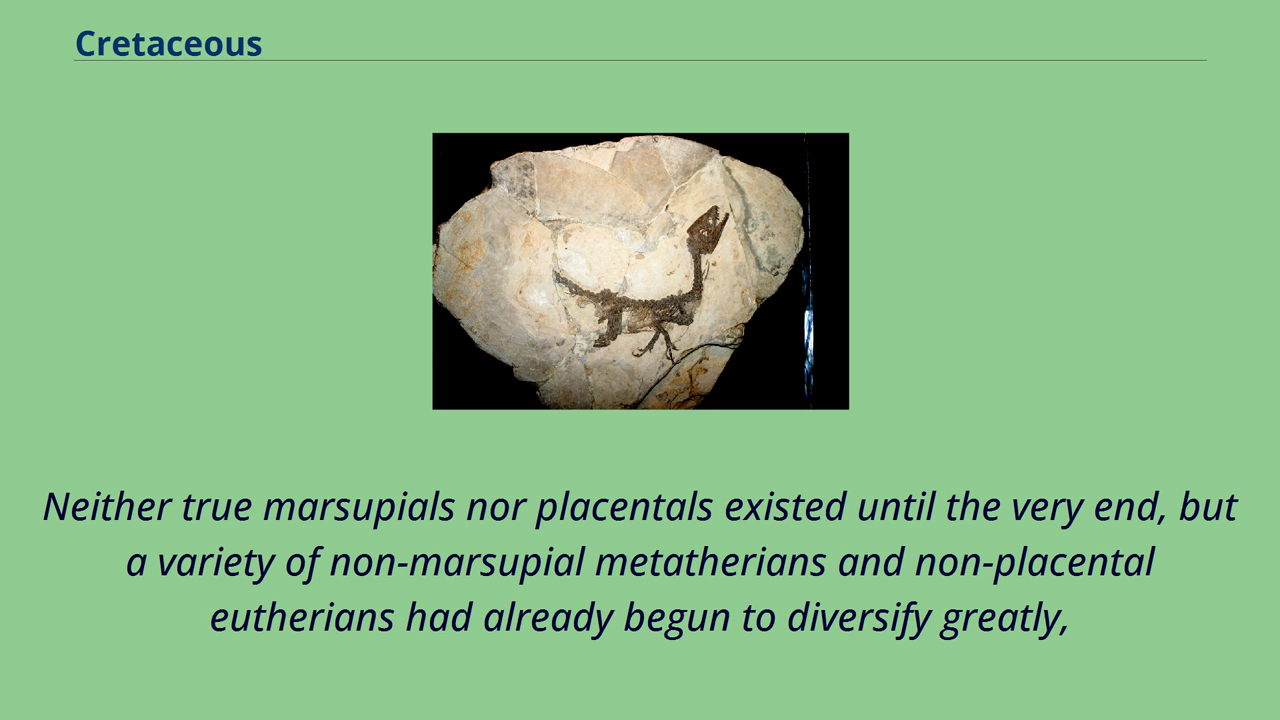 Cretaceous
Neither true marsupials nor placentals existed until the very end, but
a variety of non-marsupial metatherians and non-placental
eutherians had already begun to diversify greatly,